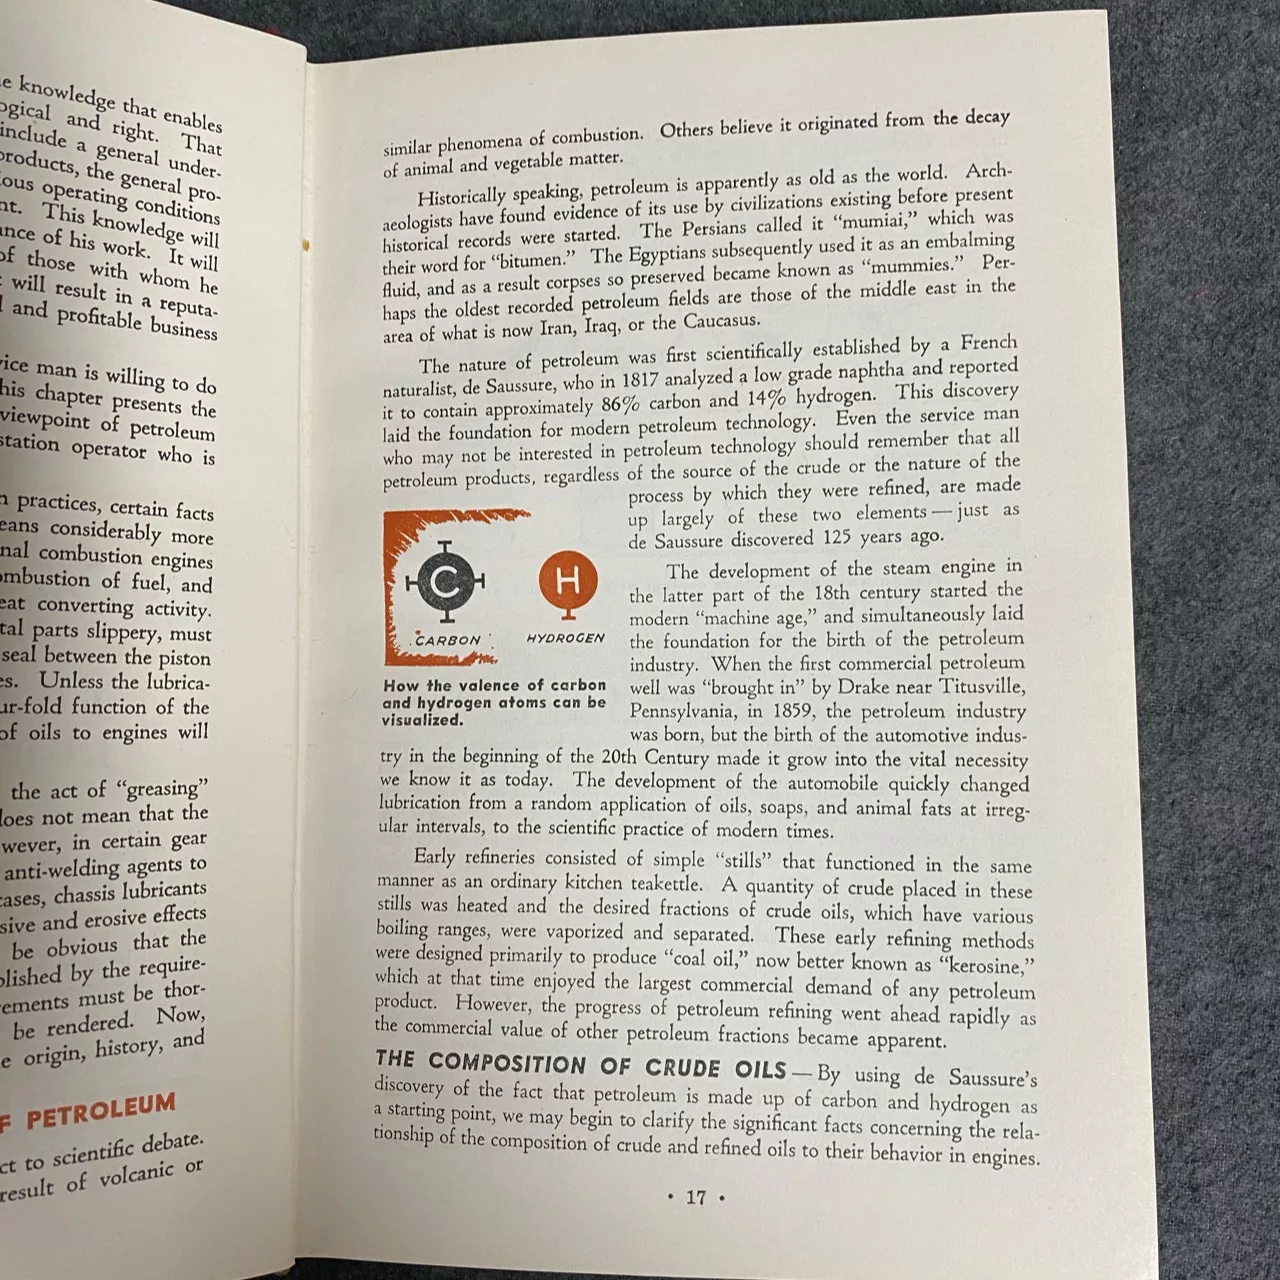 e knowledge that enables
ogical and right. That
include a general under-
products, the general pro-
ious operating conditions
nt. This knowledge will
ance of his work. It will
of those with whom he
t will result in a reputa-
l and profitable business
vice man is willing to do
his chapter presents the
viewpoint of petroleum
station operator who is
n practices, certain facts
eans considerably more
nal combustion engines
ombustion of fuel, and
eat converting activity.
tal parts slippery, must
seal between the piston
es. Unless the lubrica-
ur-fold function of the
of oils to engines will
the act of “greasing”
loes not mean that the
wever, in certain gear
anti-welding agents to
cases, chassis lubricants
sive and erosive effects
be obvious that the
blished by the require-
ements must be thor-
be rendered. Now,
e origin, history, and
F PETROLEUM
ct to scientific debate.
result of volcanic or
similar phenomena of combustion. Others believe it originated from the decay
of animal and vegetable matter.
Historically speaking, petroleum is apparently as old as the world. Arch-
aeologists have found evidence of its use by civilizations existing before present
historical records were started. The Persians called it “mumiai,” which was
their word for “bitumen.” The Egyptians subsequently used it as an embalming
fluid, and as a result corpses so preserved became known as “mummies.” Per-
haps the oldest recorded petroleum fields are those of the middle east in the
area of what is now Iran, Iraq, or the Caucasus.
The nature of petroleum was first scientifically established by a French
naturalist, de Saussure, who in 1817 analyzed a low grade naphtha and reported
it to contain approximately 86% carbon and 14% hydrogen. This discovery
laid the foundation for modern petroleum technology. Even the service man
who may not be interested in petroleum technology should remember that all
petroleum products, regardless of the source of the crude or the nature of the
process by which they were refined, are made
up largely of these two elements — just as
de Saussure discovered 125 years ago.
C
H
CARBON
HYDROGEN
How the valence of carbon
and hydrogen atoms can be
visualized.
The development of the steam engine in
the latter part of the 18th century started the
modern “machine age,” and simultaneously laid
the foundation for the birth of the petroleum
industry. When the first commercial petroleum
well was “brought in” by Drake near Titusville,
Pennsylvania, in 1859, the petroleum industry
was born, but the birth of the automotive indus-
try in the beginning of the 20th Century made it grow into the vital necessity
we know it as today. The development of the automobile quickly changed
lubrication from a random application of oils, soaps, and animal fats at irreg-
ular intervals, to the scientific practice of modern times.
Early refineries consisted of simple “stills” that functioned in the same
manner as an ordinary kitchen teakettle. A quantity of crude placed in these
stills was heated and the desired fractions of crude oils, which have various
boiling ranges, were vaporized and separated. These early refining methods
were designed primarily to produce “coal oil,” now better known as “kerosine,”
which at that time enjoyed the largest commercial demand of any petroleum
product. However, the progress of petroleum refining went ahead rapidly as
the commercial value of other petroleum fractions became apparent.
THE COMPOSITION OF CRUDE OILS — By using de Saussure’s
discovery of the fact that petroleum is made up of carbon and hydrogen as
a starting point, we may begin to clarify the significant facts concerning the rela-
tionship of the composition of crude and refined oils to their behavior in engines.
• 17 •